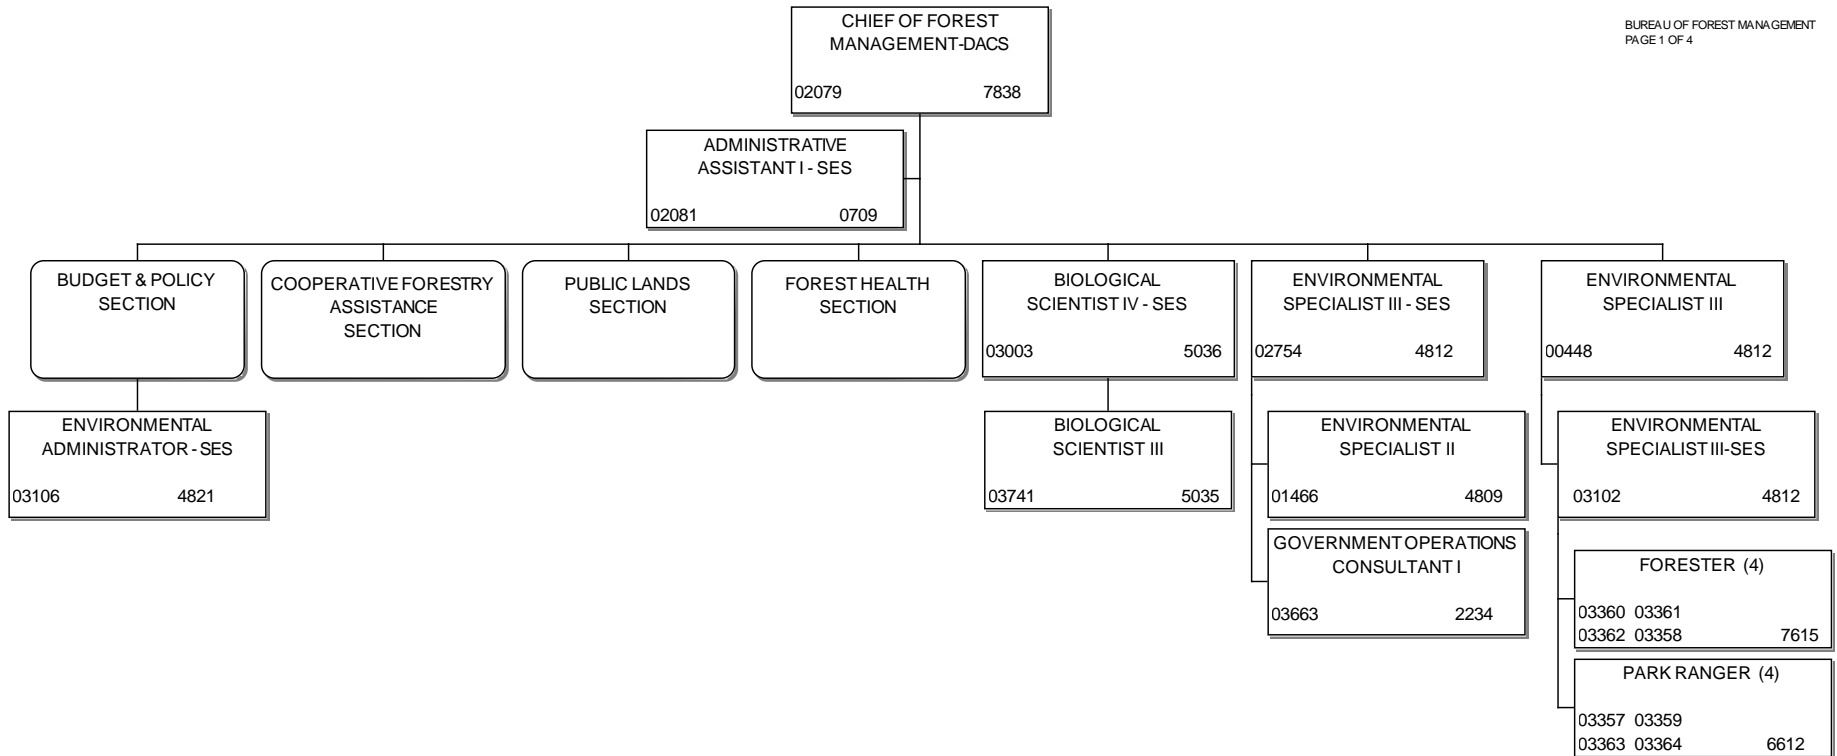 CHIEF OF FOREST
MANAGEMENT-DACS
02079 7838
BUREAU OF FOREST MANAGEMENT
PAGE 1 OF 4
ADMINISTRATIVE
ASSISTANT I - SES
02081 0709
BUDGET & POLICY
SECTION
COOPERATIVE FORESTRY
ASSISTANCE
SECTION
PUBLIC LANDS
SECTION
FOREST HEALTH
SECTION
BIOLOGICAL
SCIENTIST IV - SES
03003 5036
ENVIRONMENTAL
SPECIALIST III - SES
02754 4812
ENVIRONMENTAL
SPECIALIST III
00448 4812
ENVIRONMENTAL
ADMINISTRATOR - SES
03106 4821
BIOLOGICAL
SCIENTIST III
03741 5035
ENVIRONMENTAL
SPECIALIST II
01466 4809
ENVIRONMENTAL
SPECIALIST III-SES
03102 4812
GOVERNMENT OPERATIONS
CONSULTANT I
03663 2234
FORESTER (4)
03360 03361
03362 03358 7615
PARK RANGER (4)
03357 03359
03363 03364 6612